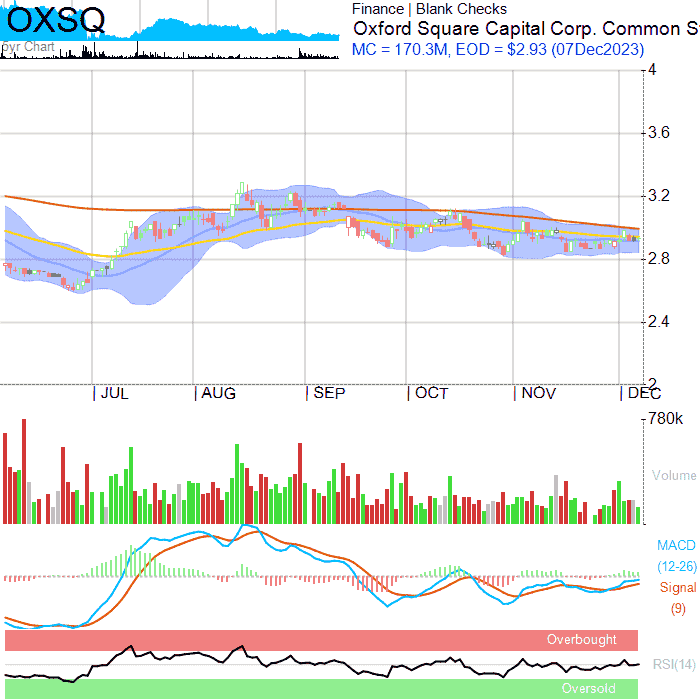 OXSQ
5yr Chart
Finance | Blank Checks
Oxford Square Capital Corp. Common S
MC = 170.3M, EOD = $2.93 (07Dec2023)
4
3.6
3.2
2.8
2.4
2
JUL AUG SEP OCT NOV DEC
780k
Volume
MACD
(12-26)
Signal
(9)
Overbought
RSI(14)
Oversold